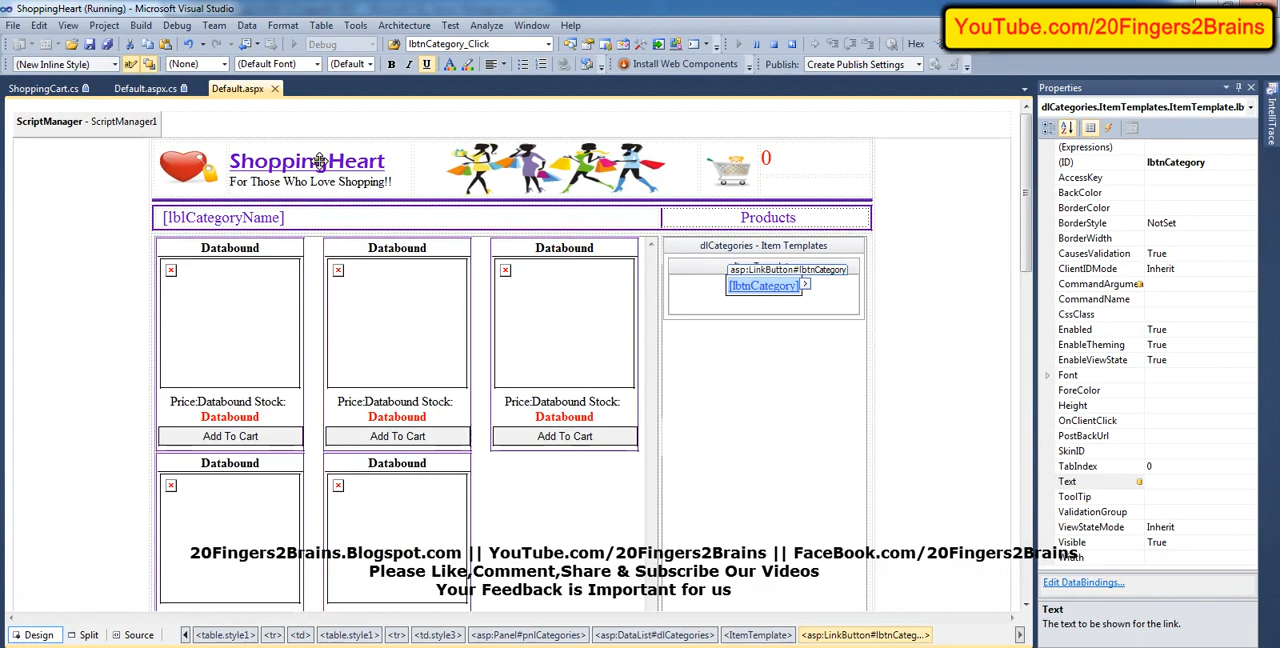 ShoppingHeart (Running) - Microsoft Visual Studio
YouTube.com/20Fingers2Brains
File Edit View Project Build Debug Team Data Format Table Tools Architecture Test Analyze Window Help
Debug lbtnCategory_Click Hex
(New Inline Style) (None) (Default Font) (Default B I U A Install Web Components Publish: Create Publish Settings
ShoppingCart.cs Default.aspx.cs Default.aspx
Properties
IntelliTrace
ScriptManager - ScriptManager1
dlCategories.ItemTemplates.ItemTemplate.lb
ShoppingHeart
For Those Who Love Shopping!!
0
[lblCategoryName] Products
Databound Databound Databound
dlCategories - Item Templates
asp:LinkButton#lbtnCategory
[lbtnCategory]
Price:Databound Stock: Price:Databound Stock: Price:Databound Stock:
Databound Databound Databound
Add To Cart Add To Cart Add To Cart
Databound Databound
(Expressions)
(ID) lbtnCategory
AccessKey
BackColor
BorderColor
BorderStyle NotSet
BorderWidth
CausesValidation True
ClientIDMode Inherit
CommandArgume
CommandName
CssClass
Enabled True
EnableTheming True
EnableViewState True
Font
ForeColor
Height
OnClientClick
PostBackUrl
SkinID
TabIndex 0
Text
ToolTip
ValidationGroup
ViewStateMode Inherit
Visible True
Width
Edit DataBindings...
Text
The text to be shown for the link.
20Fingers2Brains.Blogspot.com || YouTube.com/20Fingers2Brains || FaceBook.com/20Fingers2Brains
Please Like,Comment,Share & Subscribe Our Videos
Your Feedback is Important for us
Design Split Source <table.style1> <tr> <td> <table.style1> <tr> <td.style3> <asp:Panel#pnlCategories> <asp:DataList#dlCategories> <ItemTemplate> <asp:LinkButton#lbtnCateg...>